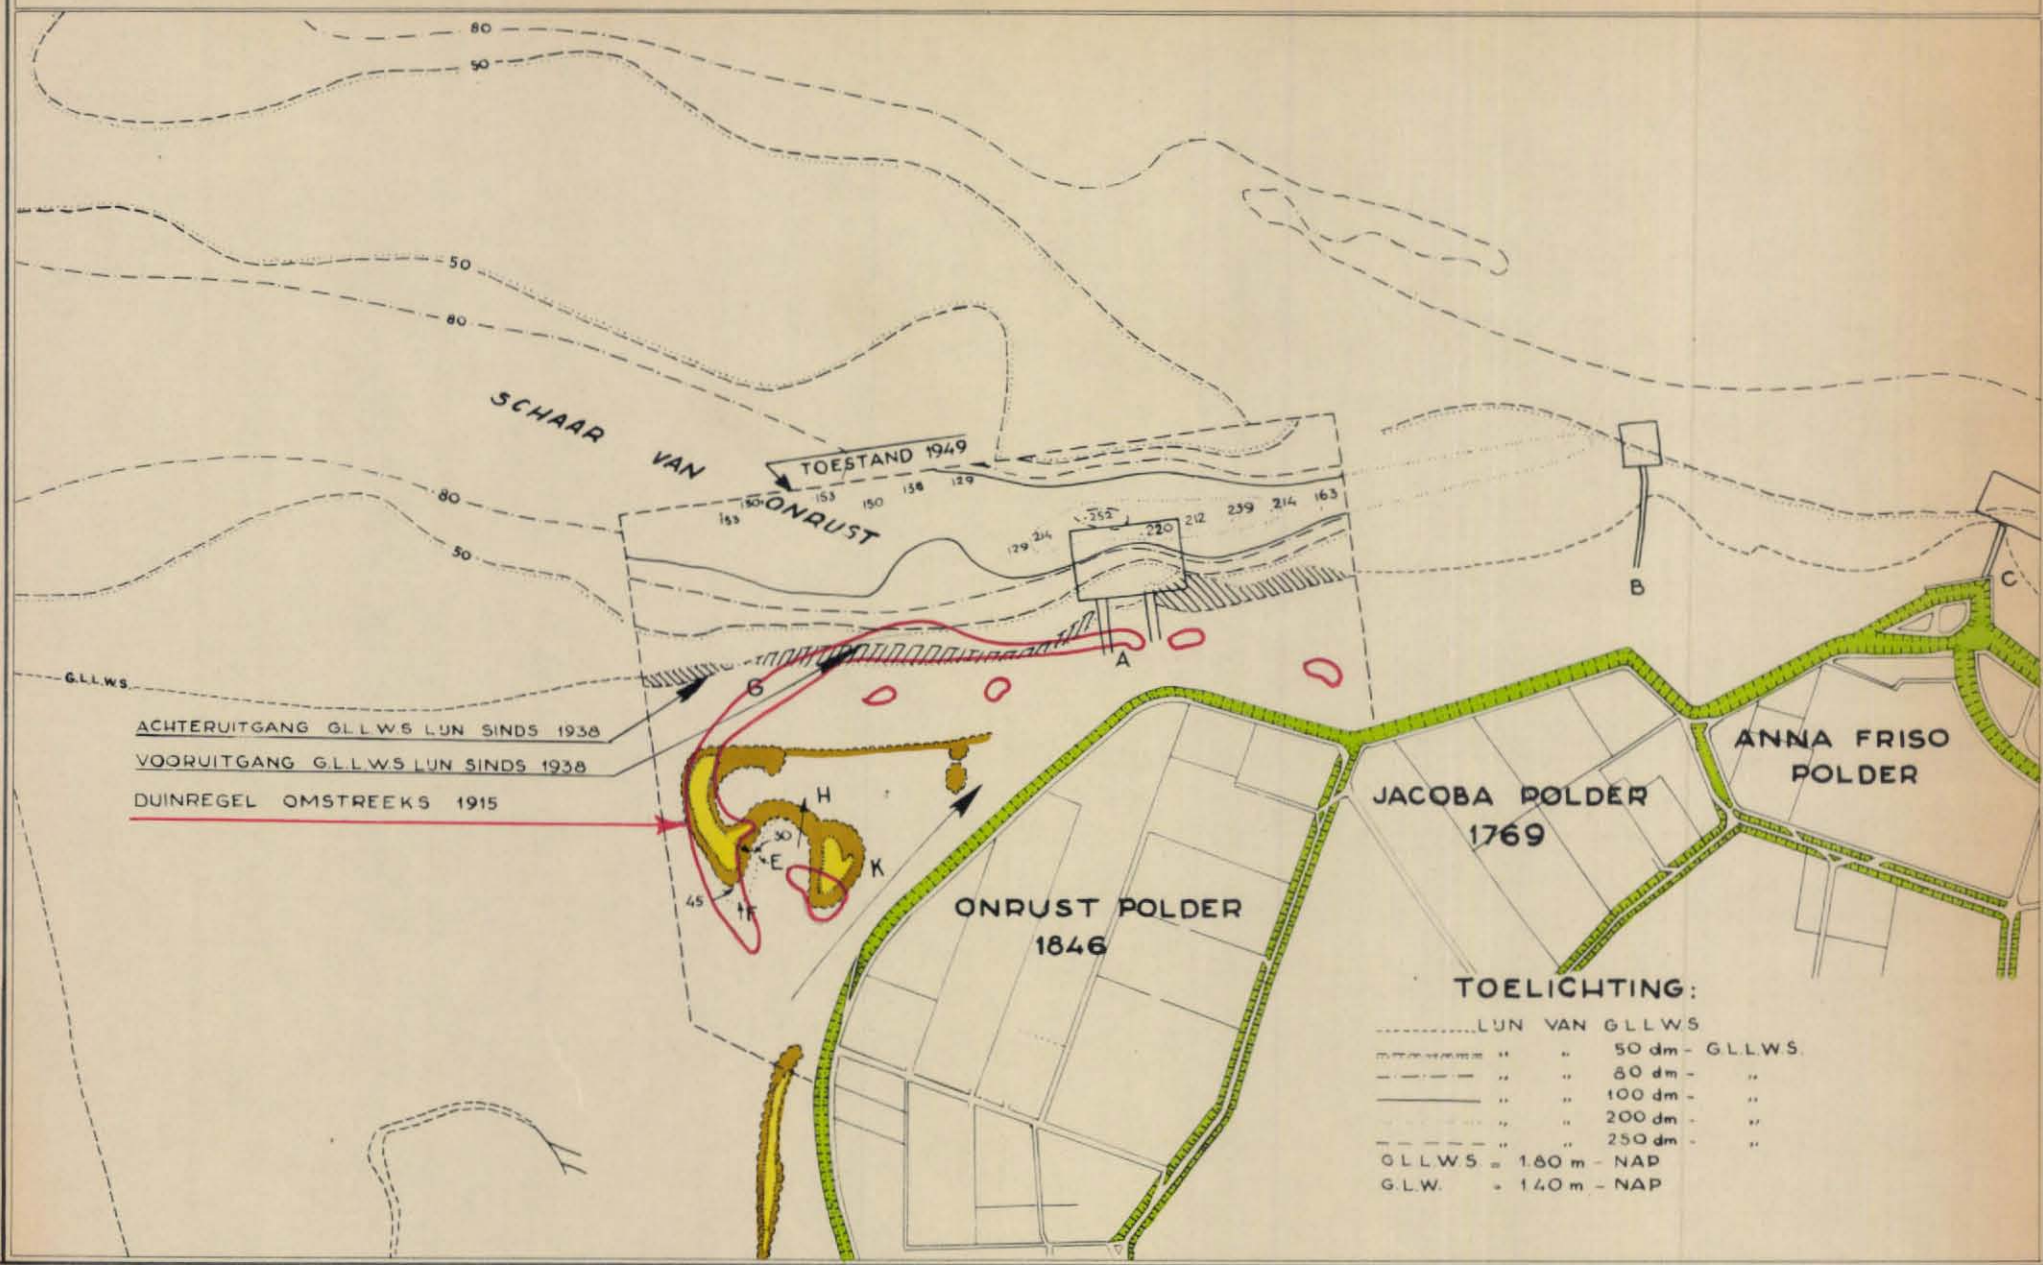 80
50
50
80
SCHAAR VAN ONRUST
TOESTAND 1949
153 150 153 150 158 129
80
50
129 214 252 220 212 239 214 163
B
C
A
G.L.L.W.S.
G
ACHTERUITGANG G.L.L.W.S LIJN SINDS 1938
VOORUITGANG G.L.L.W.S LIJN SINDS 1938
DUINREGEL OMSTREEKS 1915
H
30
E
K
45
F
ANNA FRISO
POLDER
JACOBA POLDER
1769
ONRUST POLDER
1846
TOELICHTING:
LIJN VAN G.L.L.W.S
" " 50 dm - G.L.L.W.S.
" " 80 dm - "
" " 100 dm - "
" " 200 dm - "
" " 250 dm - "
G.L.L.W.S. = 1.80 m - NAP
G.L.W. = 1.40 m - NAP